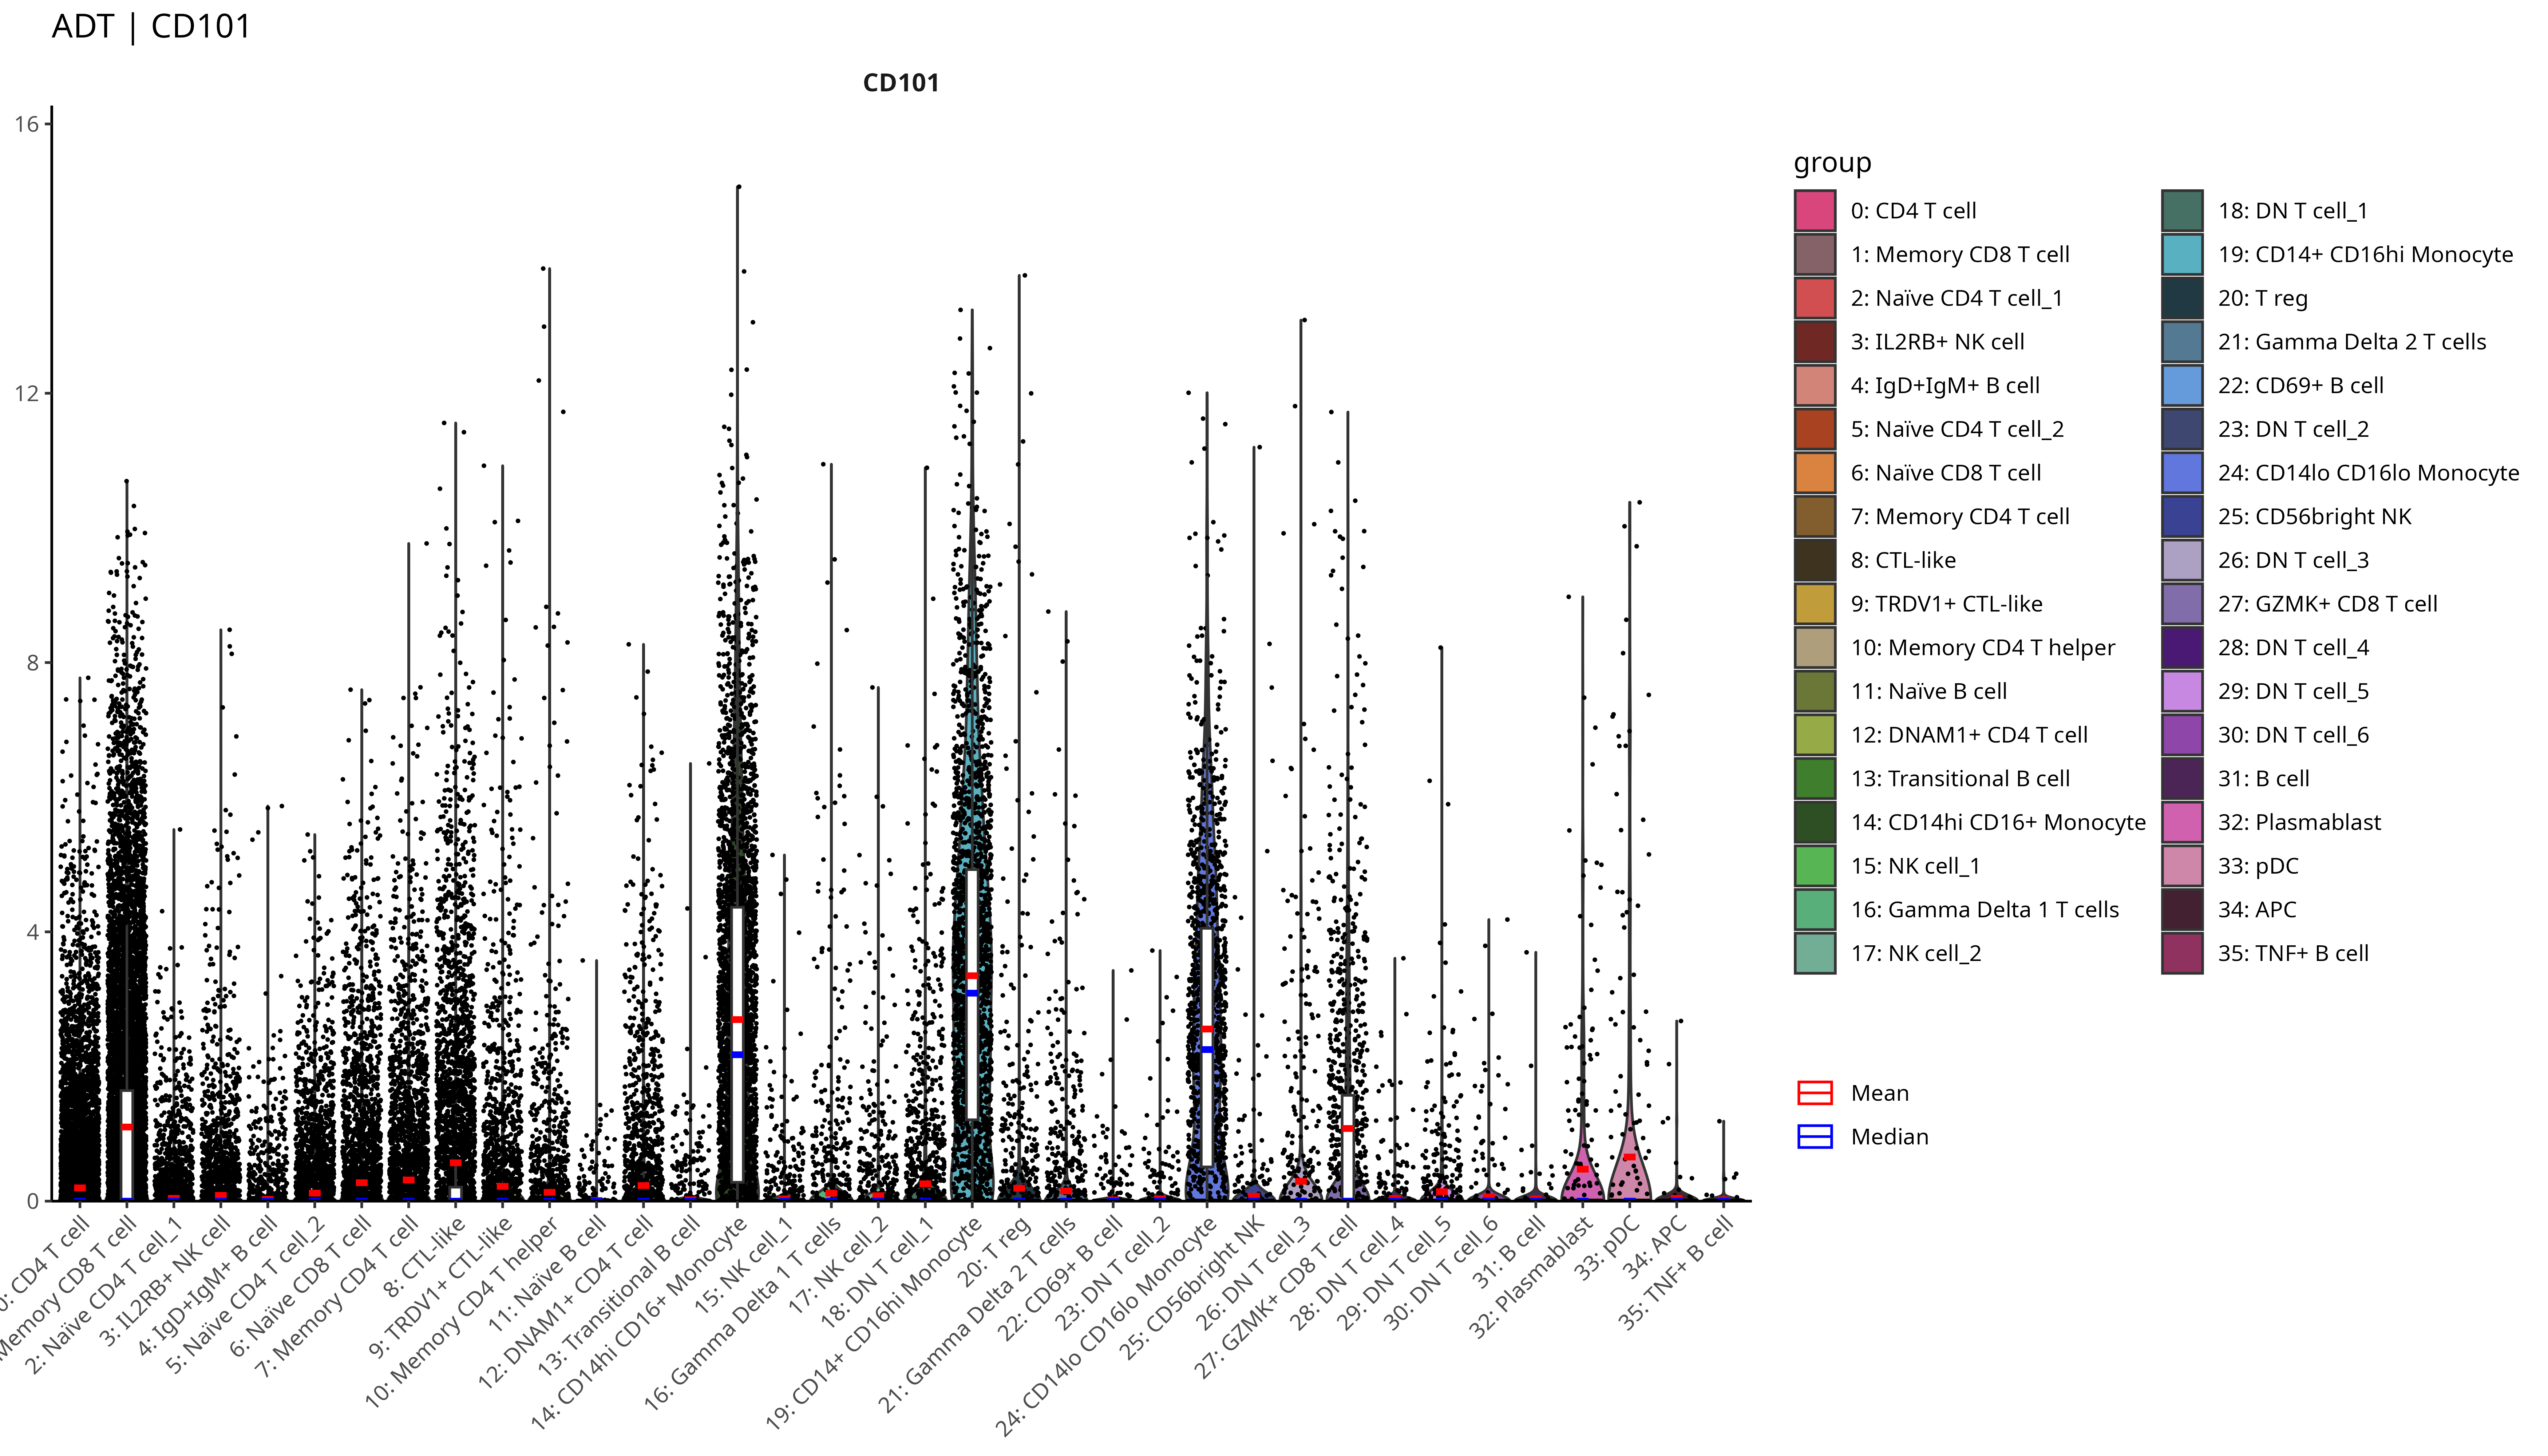 ADT | CD101
CD101
16
12
8
4
0
0: CD4 T cell
Memory CD8 T cell
2: Naïve CD4 T cell_1
3: IL2RB+ NK cell
4: IgD+IgM+ B cell
5: Naïve CD4 T cell_2
6: Naïve CD8 T cell
7: Memory CD4 T cell
8: CTL-like
9: TRDV1+ CTL-like
10: Memory CD4 T helper
11: Naïve B cell
12: DNAM1+ CD4 T cell
13: Transitional B cell
14: CD14hi CD16+ Monocyte
15: NK cell_1
16: Gamma Delta 1 T cells
17: NK cell_2
18: DN T cell_1
19: CD14+ CD16hi Monocyte
20: T reg
21: Gamma Delta 2 T cells
22: CD69+ B cell
23: DN T cell_2
24: CD14lo CD16lo Monocyte
25: CD56bright NK
26: DN T cell_3
27: GZMK+ CD8 T cell
28: DN T cell_4
29: DN T cell_5
30: DN T cell_6
31: B cell
32: Plasmablast
33: pDC
34: APC
35: TNF+ B cell
group
0: CD4 T cell
1: Memory CD8 T cell
2: Naïve CD4 T cell_1
3: IL2RB+ NK cell
4: IgD+IgM+ B cell
5: Naïve CD4 T cell_2
6: Naïve CD8 T cell
7: Memory CD4 T cell
8: CTL-like
9: TRDV1+ CTL-like
10: Memory CD4 T helper
11: Naïve B cell
12: DNAM1+ CD4 T cell
13: Transitional B cell
14: CD14hi CD16+ Monocyte
15: NK cell_1
16: Gamma Delta 1 T cells
17: NK cell_2
18: DN T cell_1
19: CD14+ CD16hi Monocyte
20: T reg
21: Gamma Delta 2 T cells
22: CD69+ B cell
23: DN T cell_2
24: CD14lo CD16lo Monocyte
25: CD56bright NK
26: DN T cell_3
27: GZMK+ CD8 T cell
28: DN T cell_4
29: DN T cell_5
30: DN T cell_6
31: B cell
32: Plasmablast
33: pDC
34: APC
35: TNF+ B cell
Mean
Median